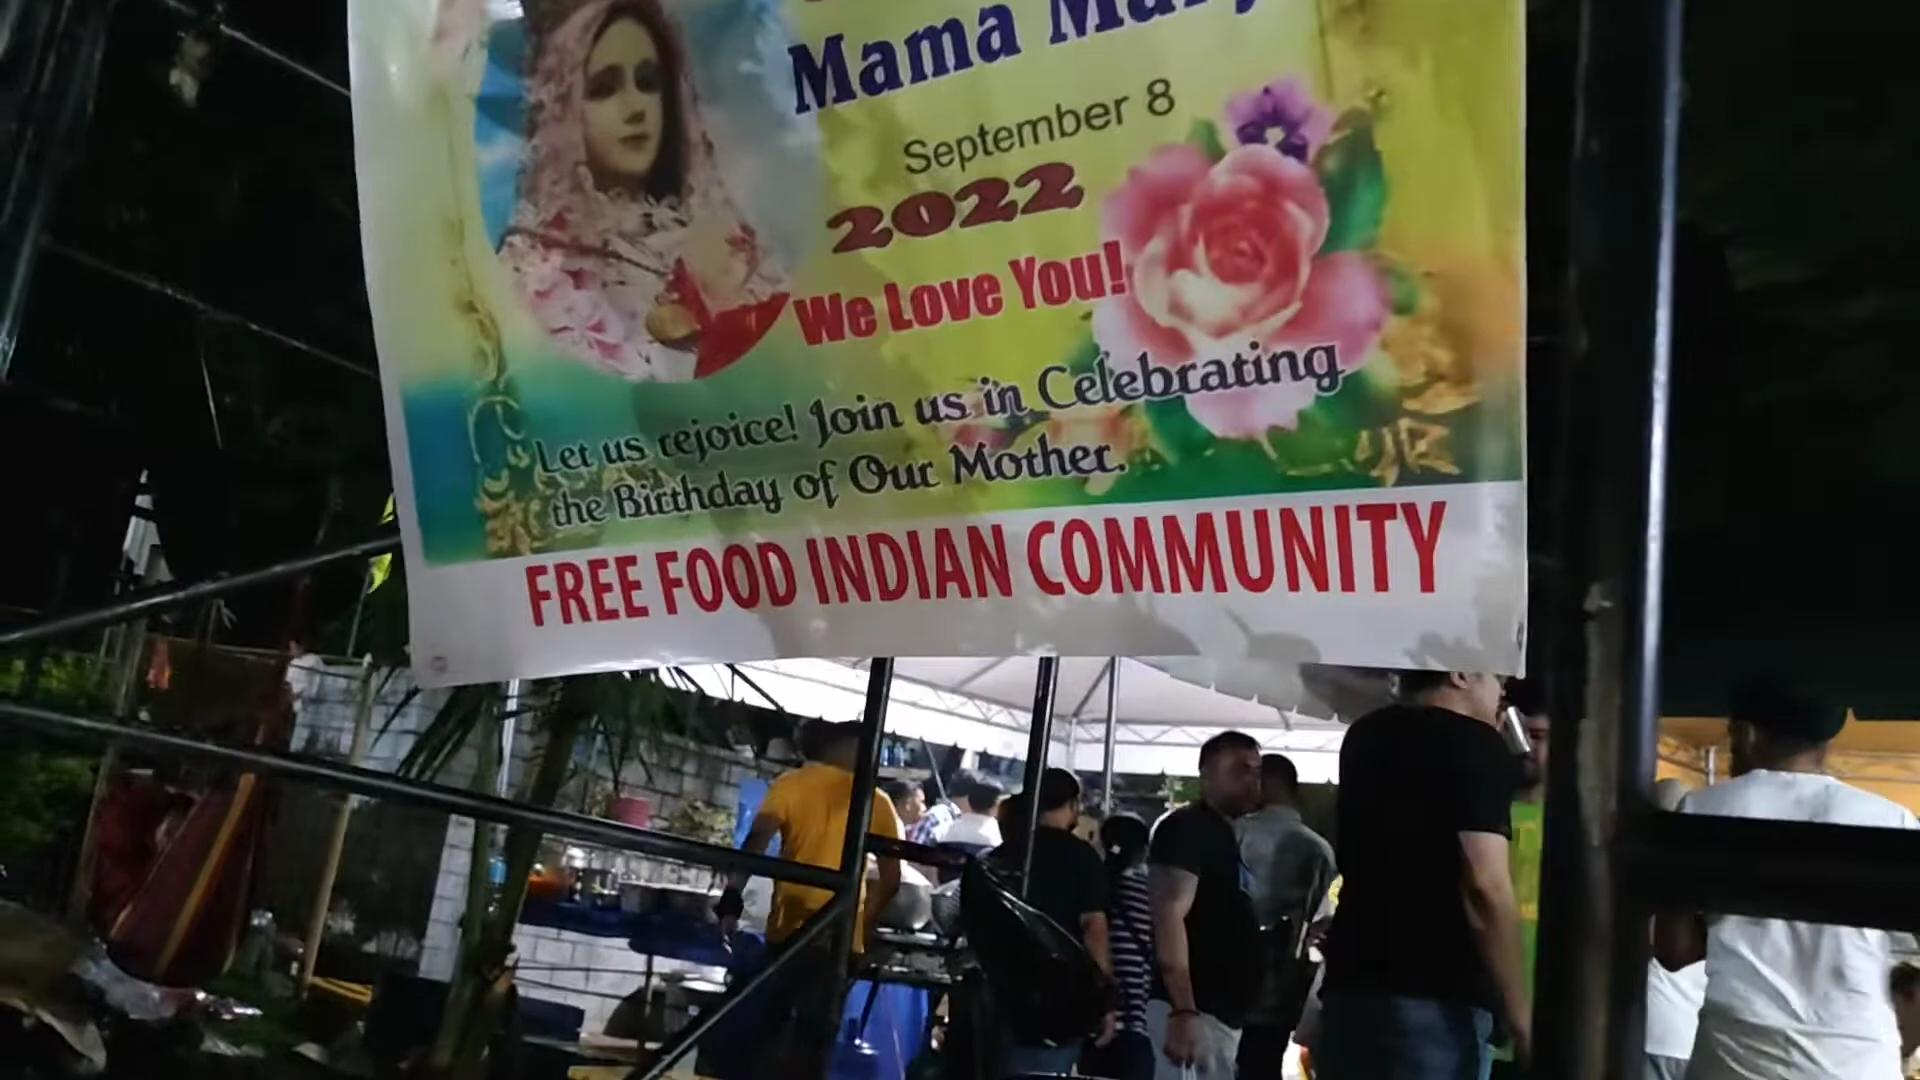 Mama Mary
September 8
2022
We Love You!
Let us rejoice! Join us in Celebrating
the Birthday of Our Mother.
FREE FOOD INDIAN COMMUNITY